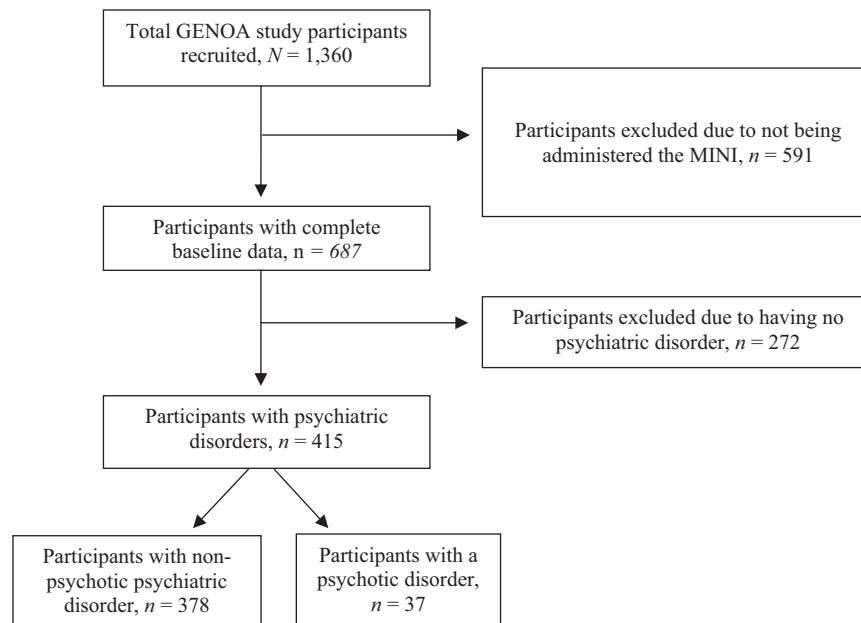 Total GENOA study participants
recruited, N = 1,360
Participants excluded due to not being
administered the MINI, n = 591
Participants with complete
baseline data, n = 687
Participants excluded due to having no
psychiatric disorder, n = 272
Participants with psychiatric
disorders, n = 415
Participants with non-
psychotic psychiatric
disorder, n = 378
Participants with a
psychotic disorder,
n = 37